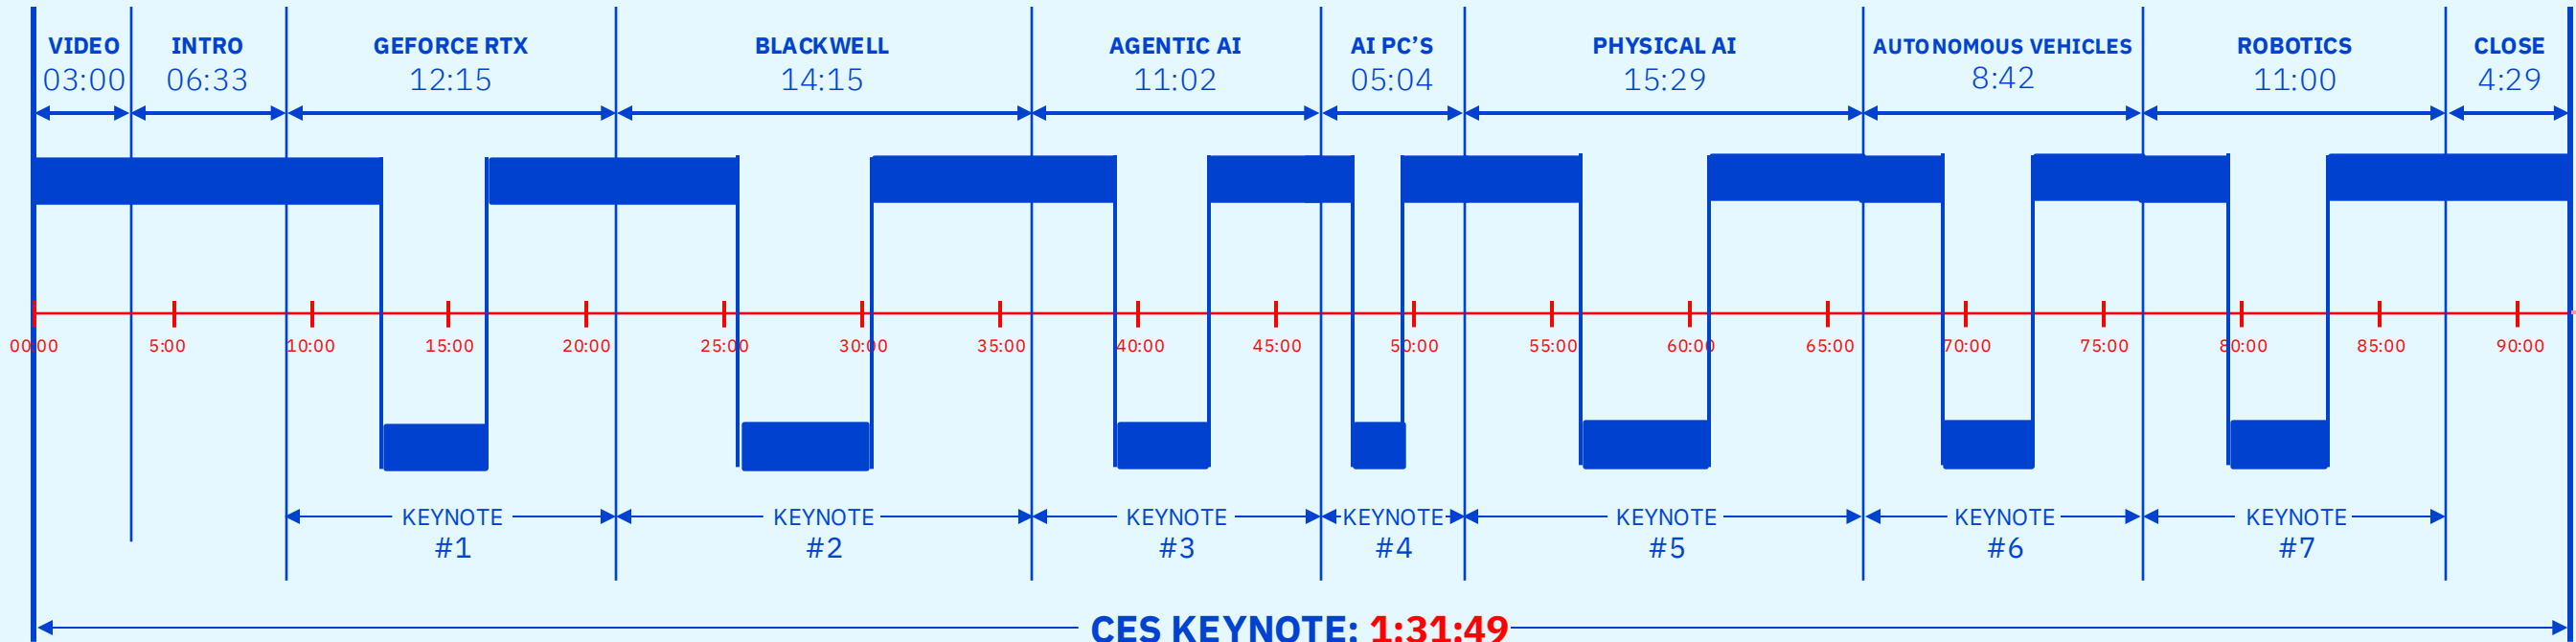 VIDEO
03:00
INTRO
06:33
GEFORCE RTX
12:15
BLACKWELL
14:15
AGENTIC AI
11:02
AI PC’S
05:04
PHYSICAL AI
15:29
AUTONOMOUS VEHICLES
8:42
ROBOTICS
11:00
CLOSE
4:29
00:00
5:00
10:00
15:00
20:00
25:00
30:00
35:00
40:00
45:00
50:00
55:00
60:00
65:00
70:00
75:00
80:00
85:00
90:00
KEYNOTE
#1
KEYNOTE
#2
KEYNOTE
#3
KEYNOTE
#4
KEYNOTE
#5
KEYNOTE
#6
KEYNOTE
#7
CES KEYNOTE: 1:31:49